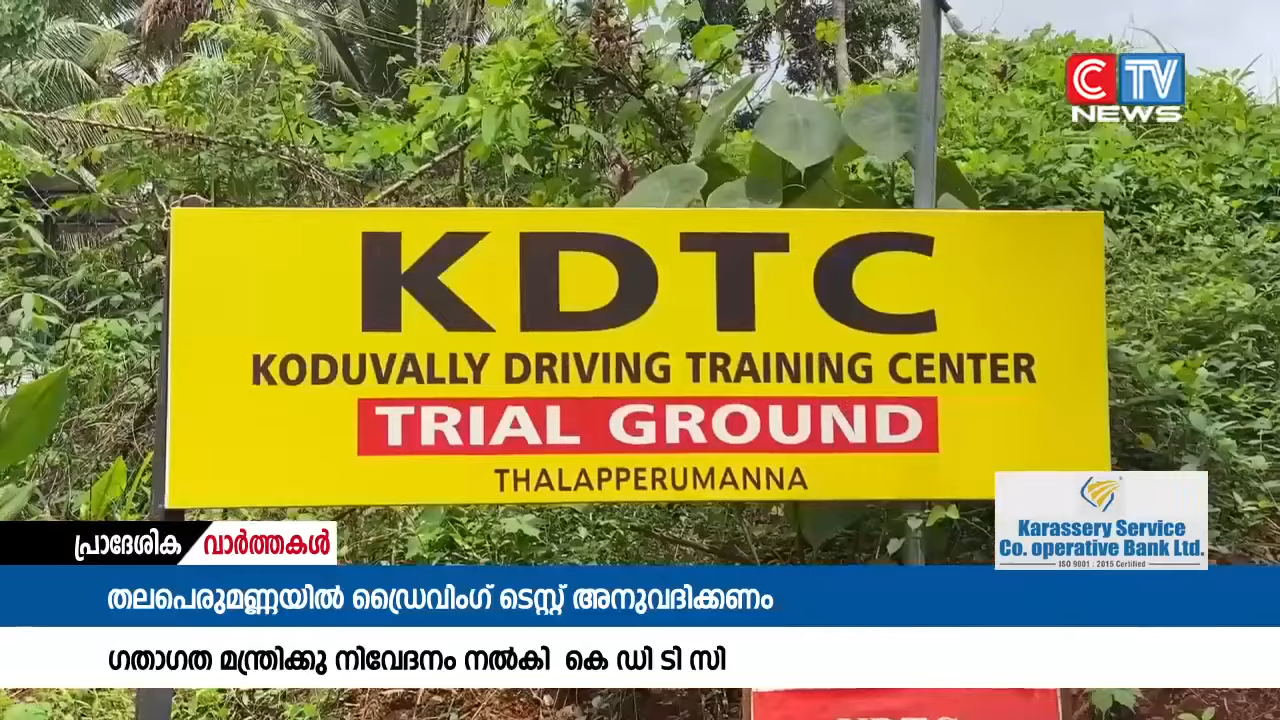 CTV
NEWS
KDTC
KODUVALLY DRIVING TRAINING CENTER
TRIAL GROUND
THALAPPERUMANNA
Karassery Service
Co. operative Bank Ltd.
ISO 9001 : 2015 Certified
പ്രാദേശിക വാർത്തകൾ
തലപെരുമണ്ണയിൽ ഡ്രൈവിംഗ് ടെസ്റ്റ് അനുവദിക്കണം
ഗതാഗത മന്ത്രിക്കു നിവേദനം നൽകി കെ ഡി ടി സി